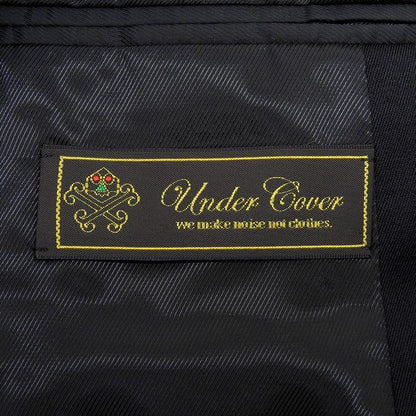 Under Cover
we make noise not clothes.